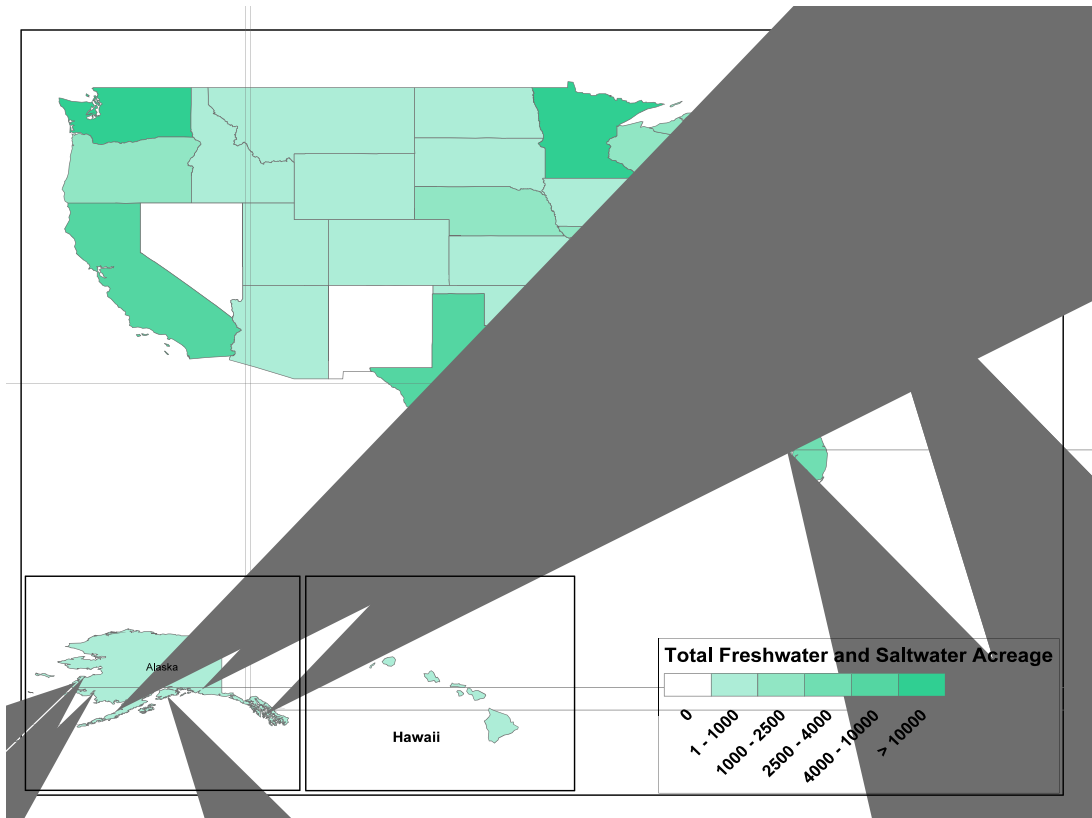 Alaska
Hawaii
Total Freshwater and Saltwater Acreage
0
1 - 1000
1000 - 2500
2500 - 4000
4000 - 10000
> 10000